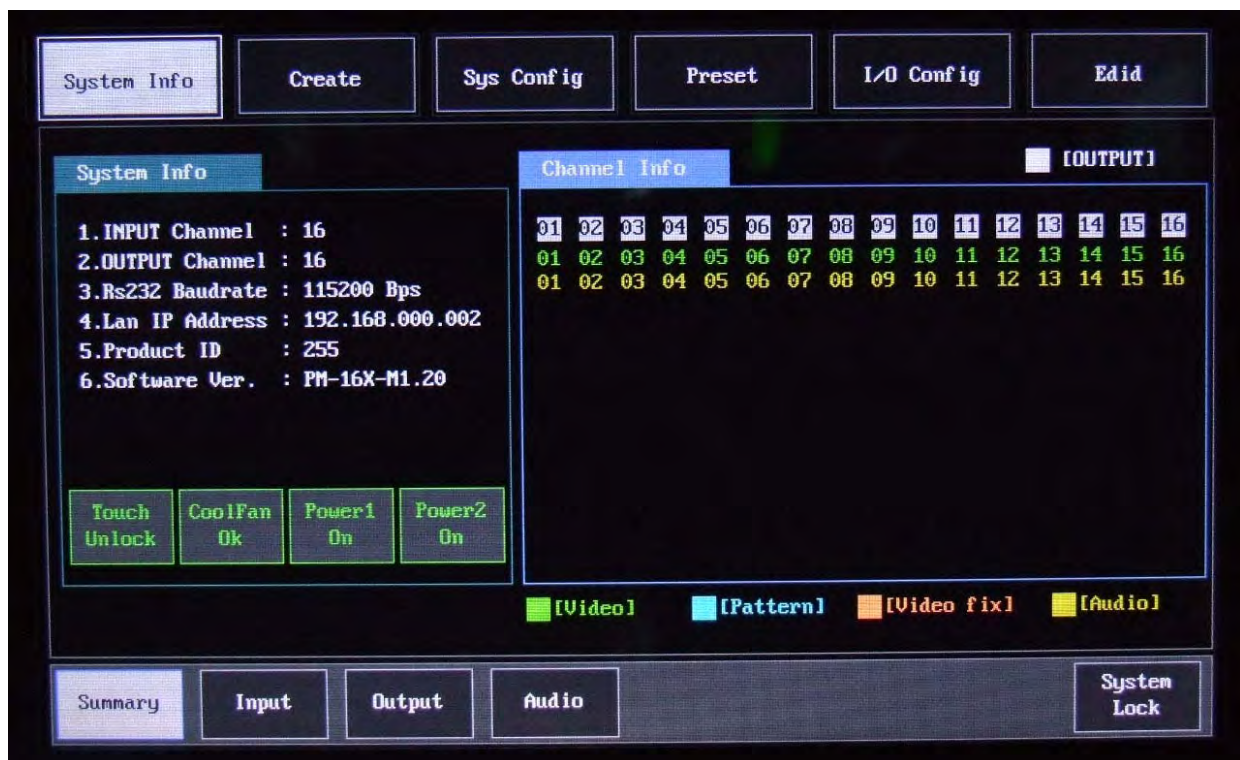 System Info Create Sys Config Preset I/O Config Edid
System Info
1.INPUT Channel : 16
2.OUTPUT Channel : 16
3.Rs232 Baudrate : 115200 Bps
4.Lan IP Address : 192.168.000.002
5.Product ID : 255
6.Software Ver. : PM-16X-M1.20
Touch Unlock
CoolFan Ok
Power1 On
Power2 On
Channel Info
[OUTPUT]
01 02 03 04 05 06 07 08 09 10 11 12 13 14 15 16
01 02 03 04 05 06 07 08 09 10 11 12 13 14 15 16
01 02 03 04 05 06 07 08 09 10 11 12 13 14 15 16
[Video] [Pattern] [Video fix] [Audio]
Summary Input Output Audio
System
Lock